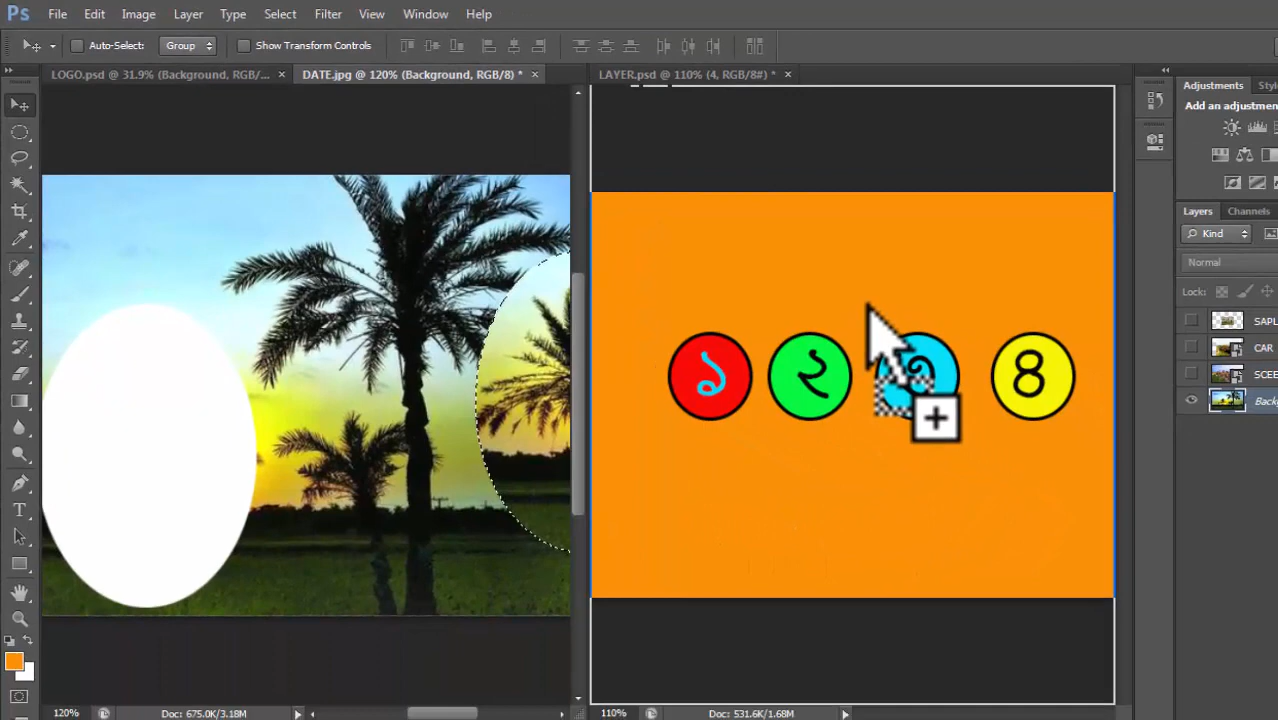 Ps File Edit Image Layer Type Select Filter View Window Help
Auto-Select: Group Show Transform Controls
LOGO.psd @ 31.9% (Background, RGB/... × DATE.jpg @ 120% (Background, RGB/8) * × LAYER.psd @ 110% (4, RGB/8#) * ×
Adjustments Style
Add an adjustmen
Layers Channels
Kind
Normal
Lock:
SAPL
CAR
SCEE
Back
১ ২ ৩ 4
T
120% Doc: 675.0K/3.18M 110% Doc: 531.6K/1.68M